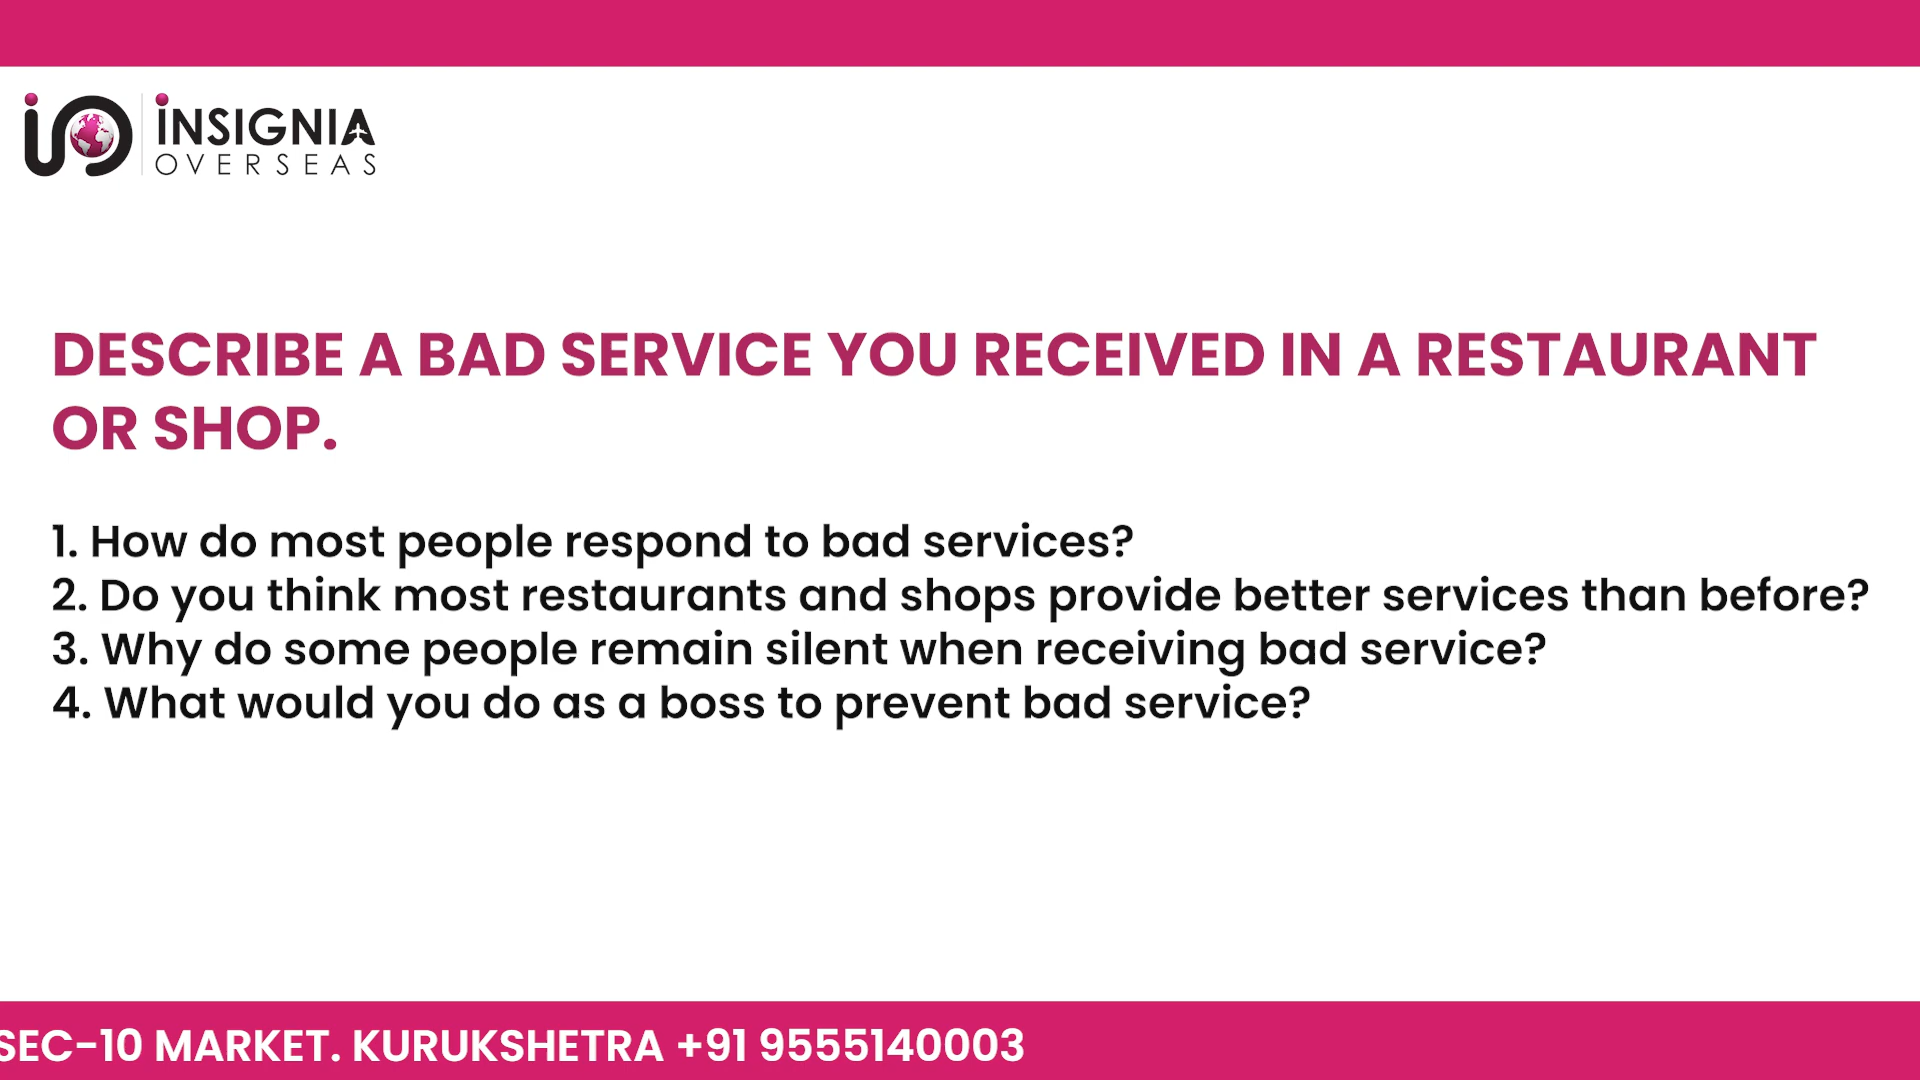 INSIGNIA
OVERSEAS
DESCRIBE A BAD SERVICE YOU RECEIVED IN A RESTAURANT
OR SHOP.
1. How do most people respond to bad services?
2. Do you think most restaurants and shops provide better services than before?
3. Why do some people remain silent when receiving bad service?
4. What would you do as a boss to prevent bad service?
SEC-10 MARKET. KURUKSHETRA +91 9555140003